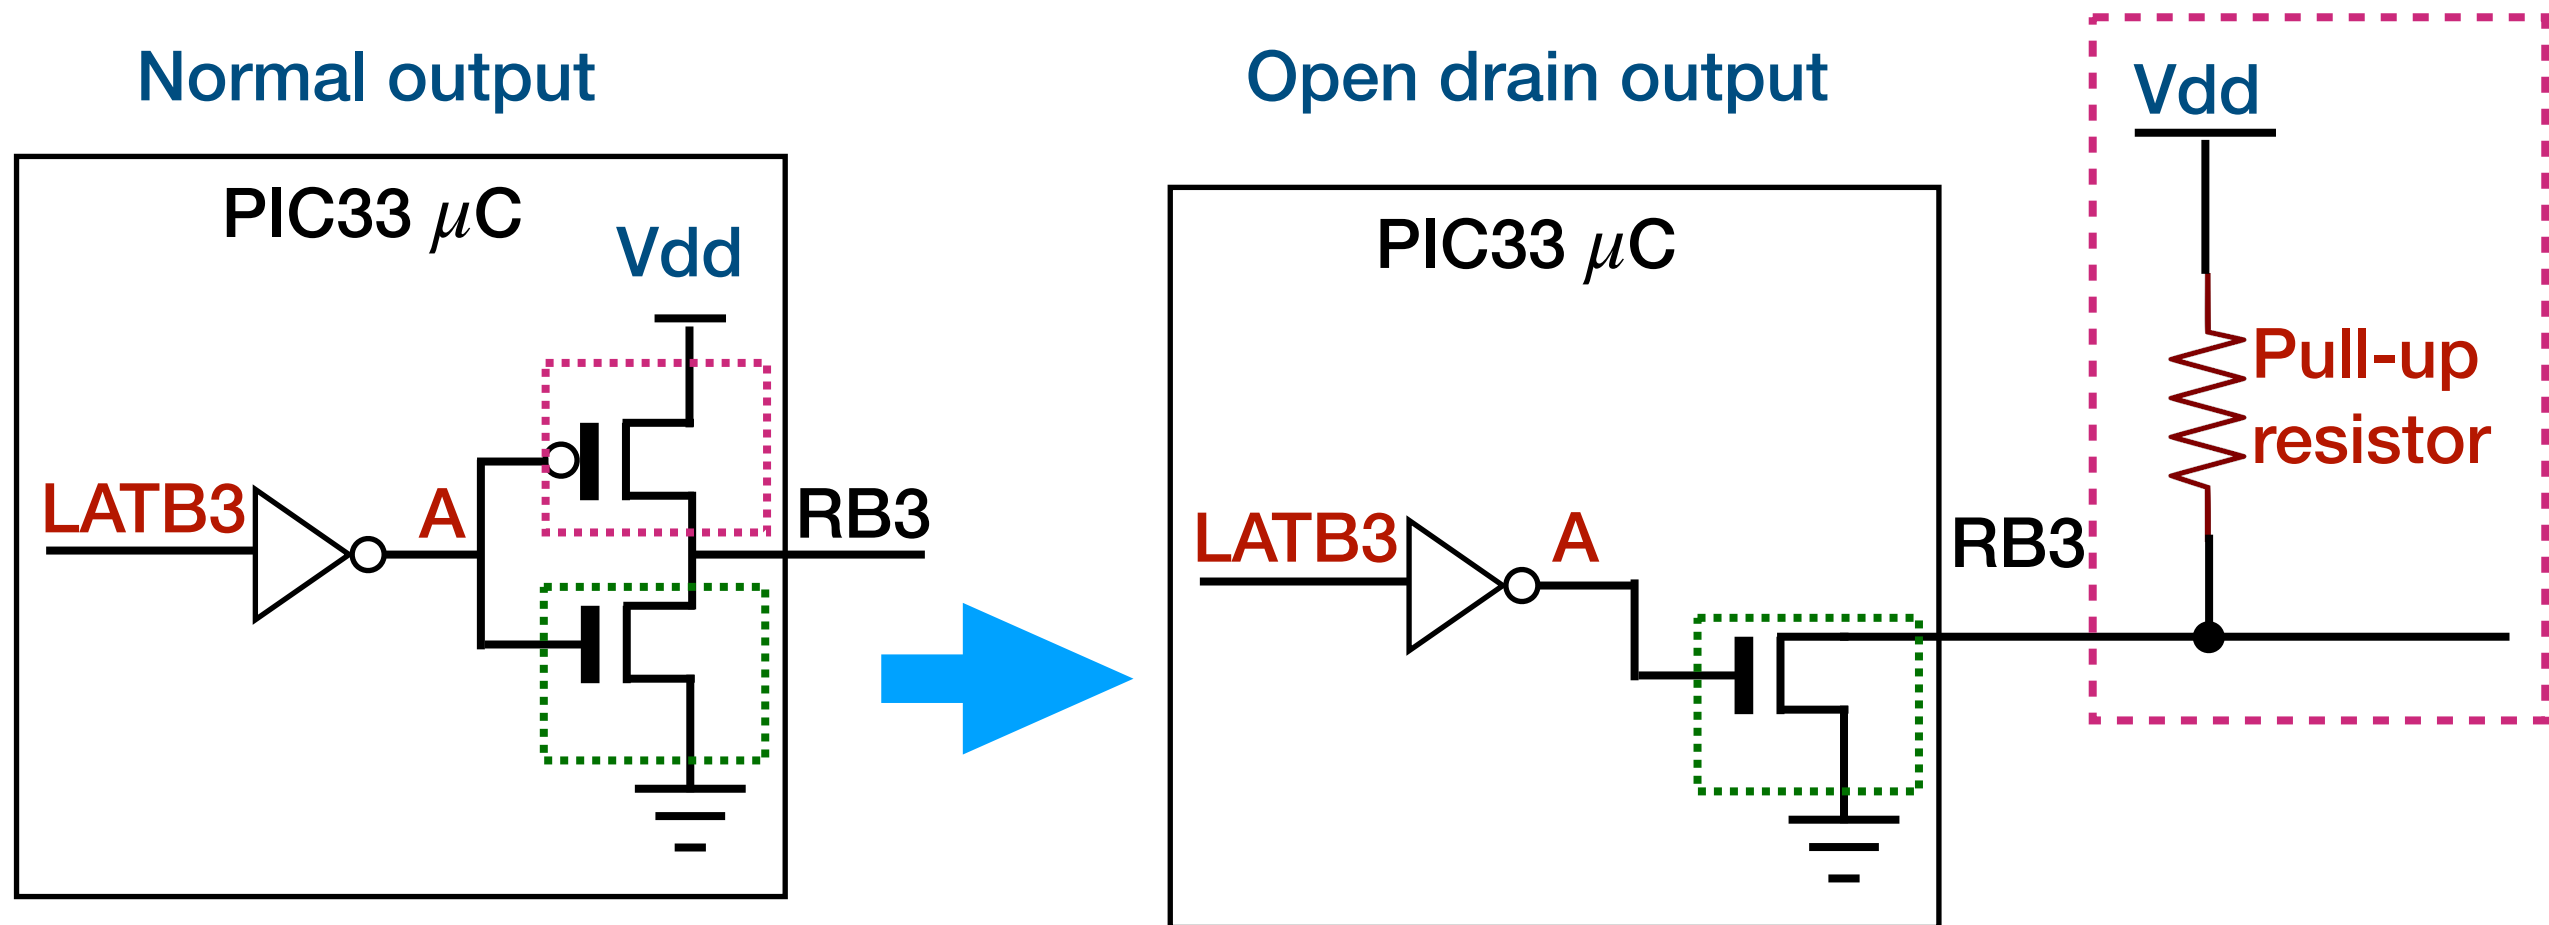 Normal output
PIC33 μC
Vdd
LATB3
A
RB3
Open drain output
PIC33 μC
LATB3
A
RB3
Vdd
Pull-up
resistor